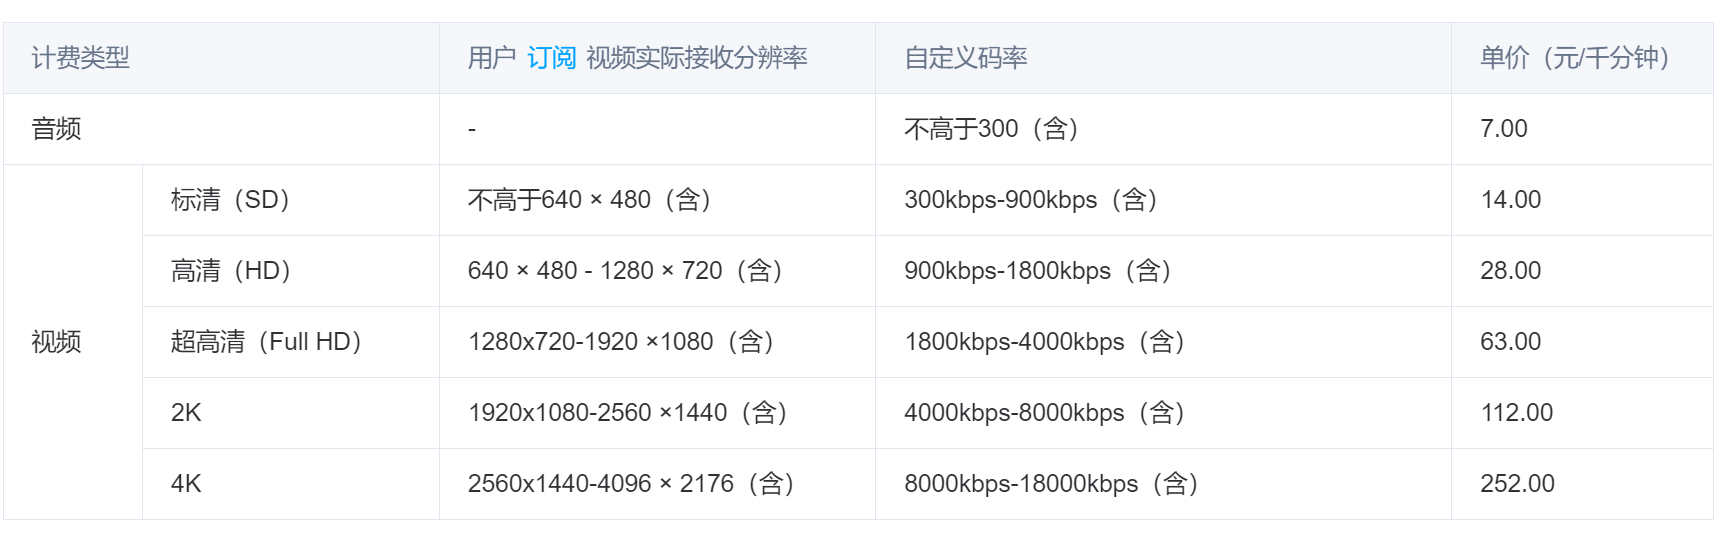 计费类型 用户 订阅 视频实际接收分辨率 自定义码率 单价（元/千分钟）
音频 - 不高于300（含） 7.00
标清（SD） 不高于640 × 480（含） 300kbps-900kbps（含） 14.00
高清（HD） 640 × 480 - 1280 × 720（含） 900kbps-1800kbps（含） 28.00
视频 超高清（Full HD） 1280x720-1920 ×1080（含） 1800kbps-4000kbps（含） 63.00
2K 1920x1080-2560 ×1440（含） 4000kbps-8000kbps（含） 112.00
4K 2560x1440-4096 × 2176（含） 8000kbps-18000kbps（含） 252.00